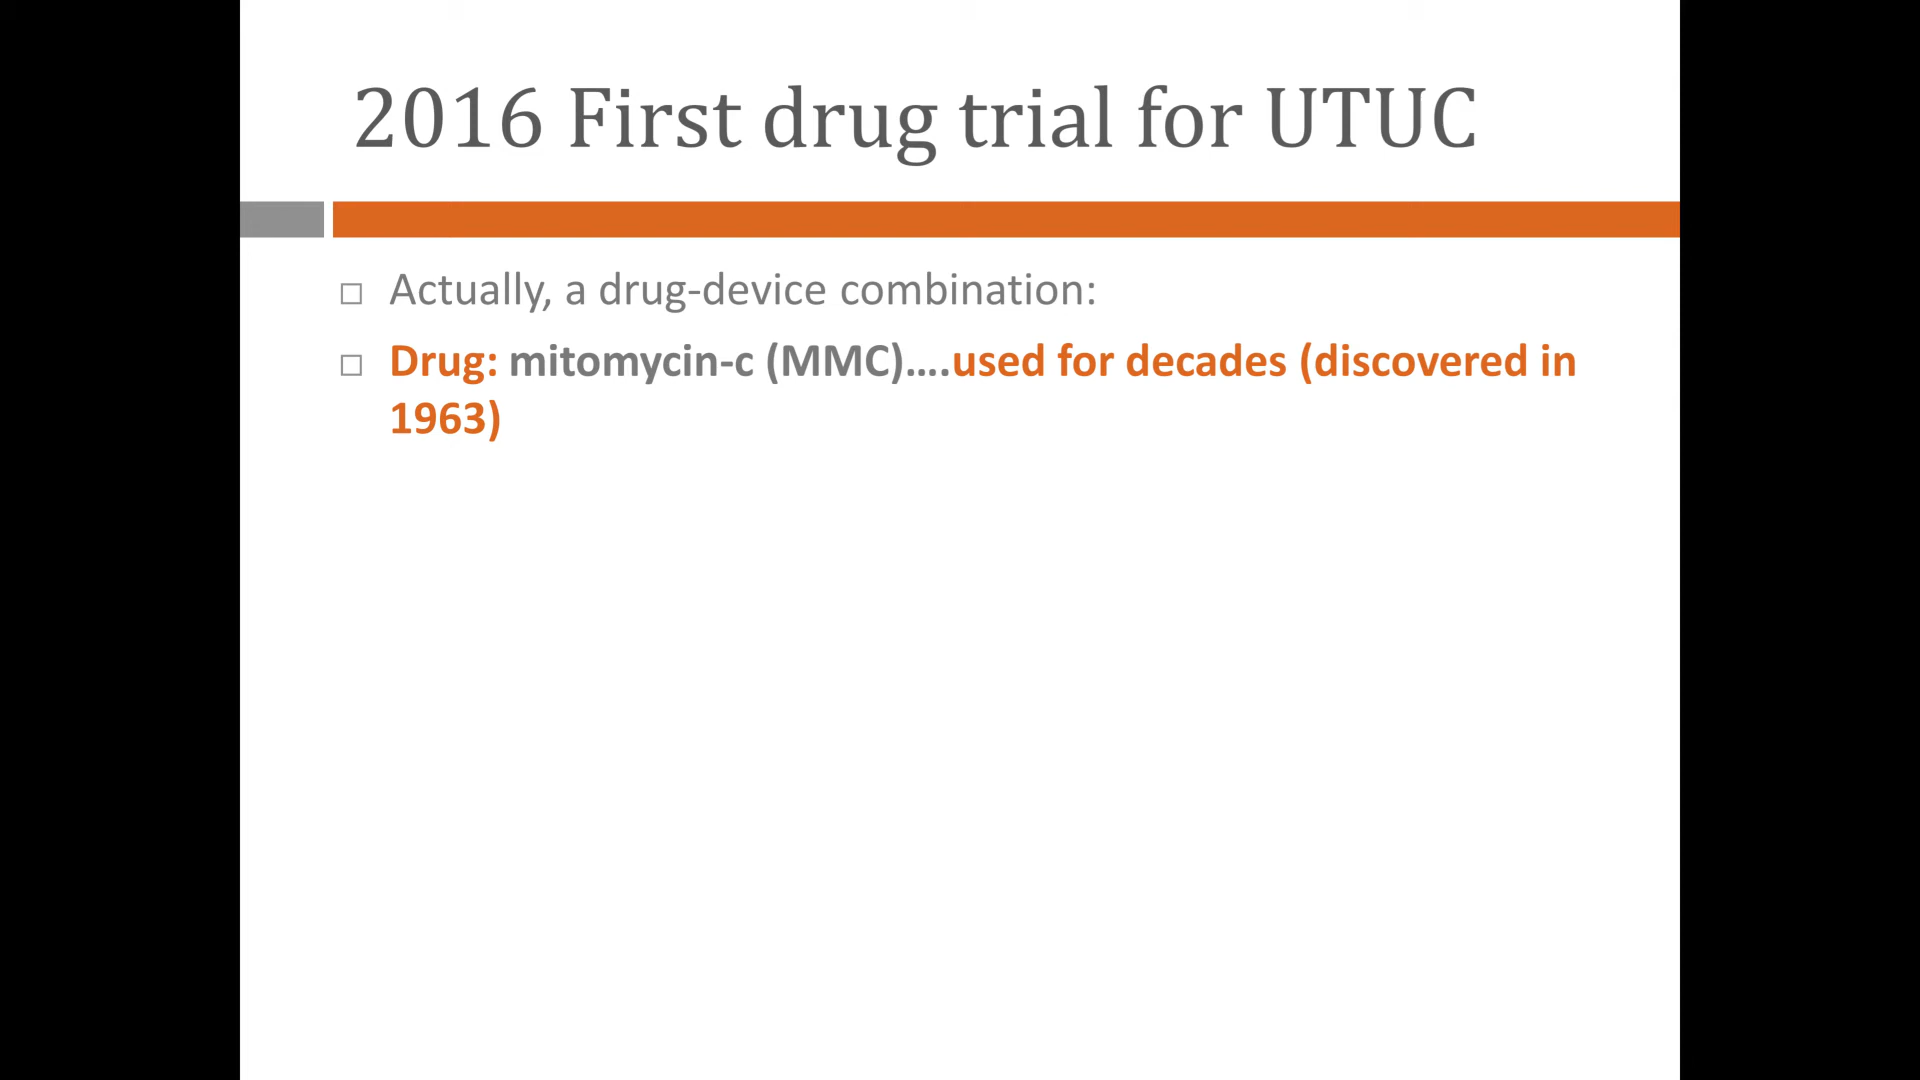 2016 First drug trial for UTUC
Actually, a drug-device combination:
Drug: mitomycin-c (MMC)....used for decades (discovered in
1963)